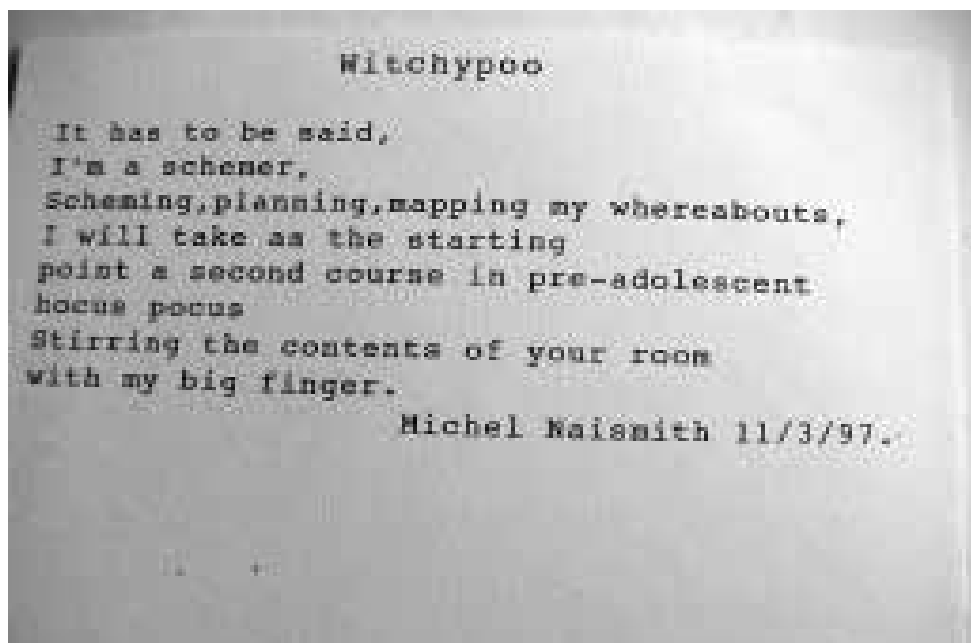 Witchypoo
It has to be said,
I'm a schemer,
Scheming,planning,mapping my whereabouts,
I will take as the starting
point a second course in pre-adolescent
hocus pocus
Stirring the contents of your room
with my big finger.
Michel Naismith 11/3/97.